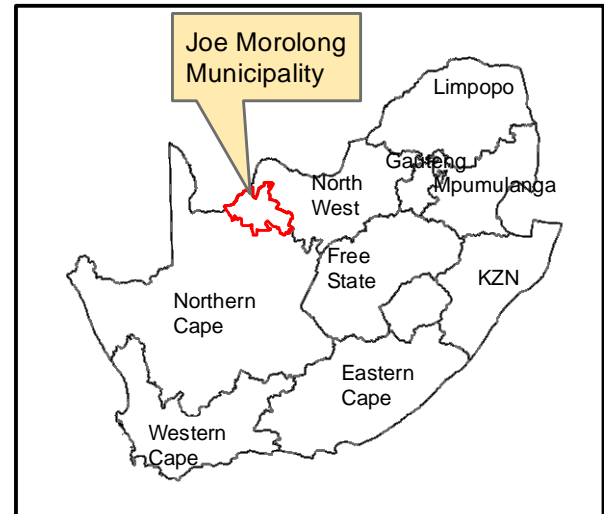 Joe Morolong
Municipality
Limpopo
Gauteng
Mpumulanga
North
West
Free
State
KZN
Northern
Cape
Eastern
Cape
Western
Cape